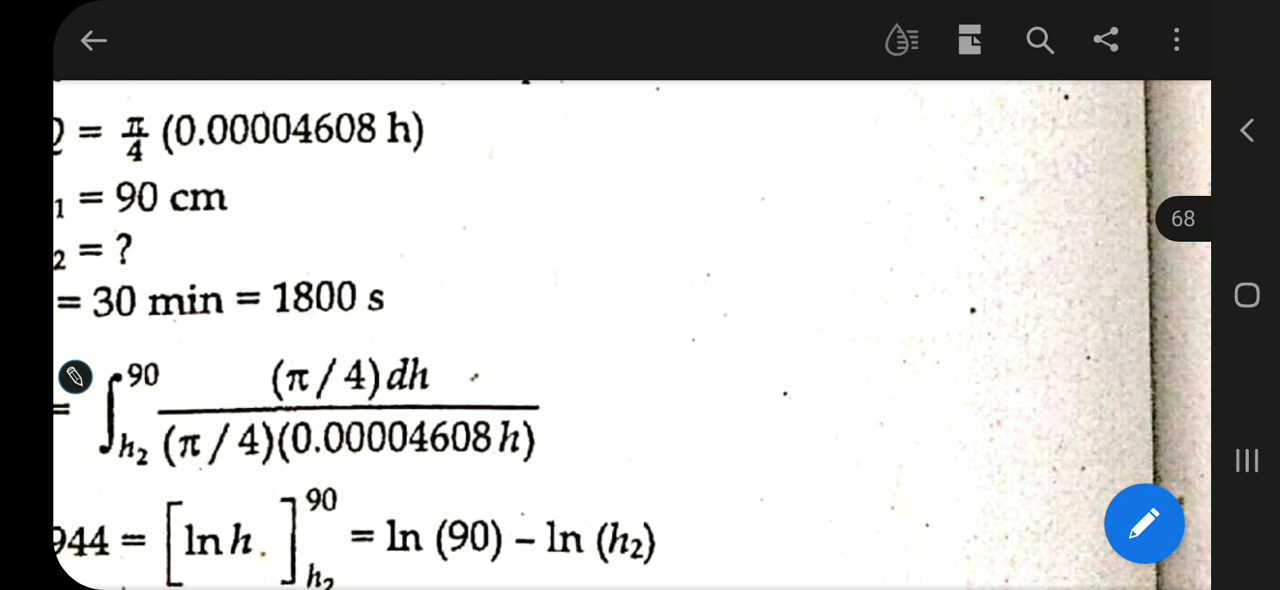 = π/4 (0.00004608 h)
1 = 90 cm
2 = ?
= 30 min = 1800 s
68
= ∫_{h₂}^{90} (π / 4) dh / (π / 4)(0.00004608 h)
944 = [ln h.]_{h₂}^{90} = ln (90) – ln (h₂)